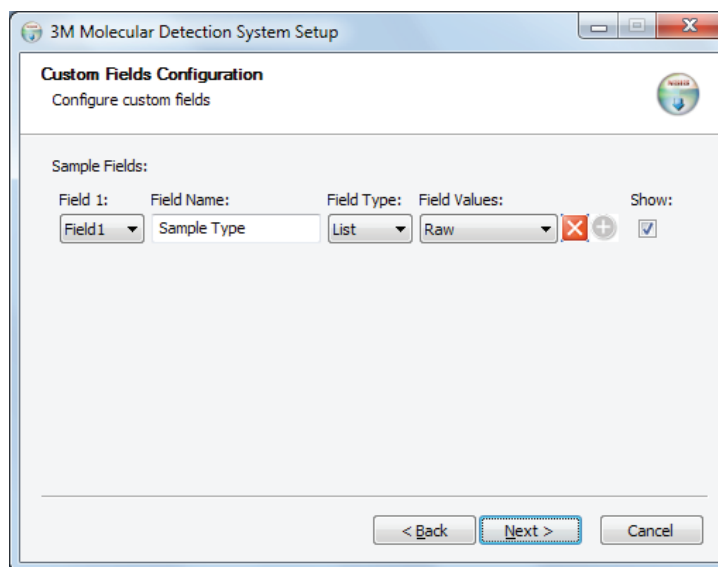 3M Molecular Detection System Setup
Custom Fields Configuration
Configure custom fields
Sample Fields:
Field 1: Field Name: Field Type: Field Values: Show:
Field1 Sample Type List Raw
< Back Next > Cancel